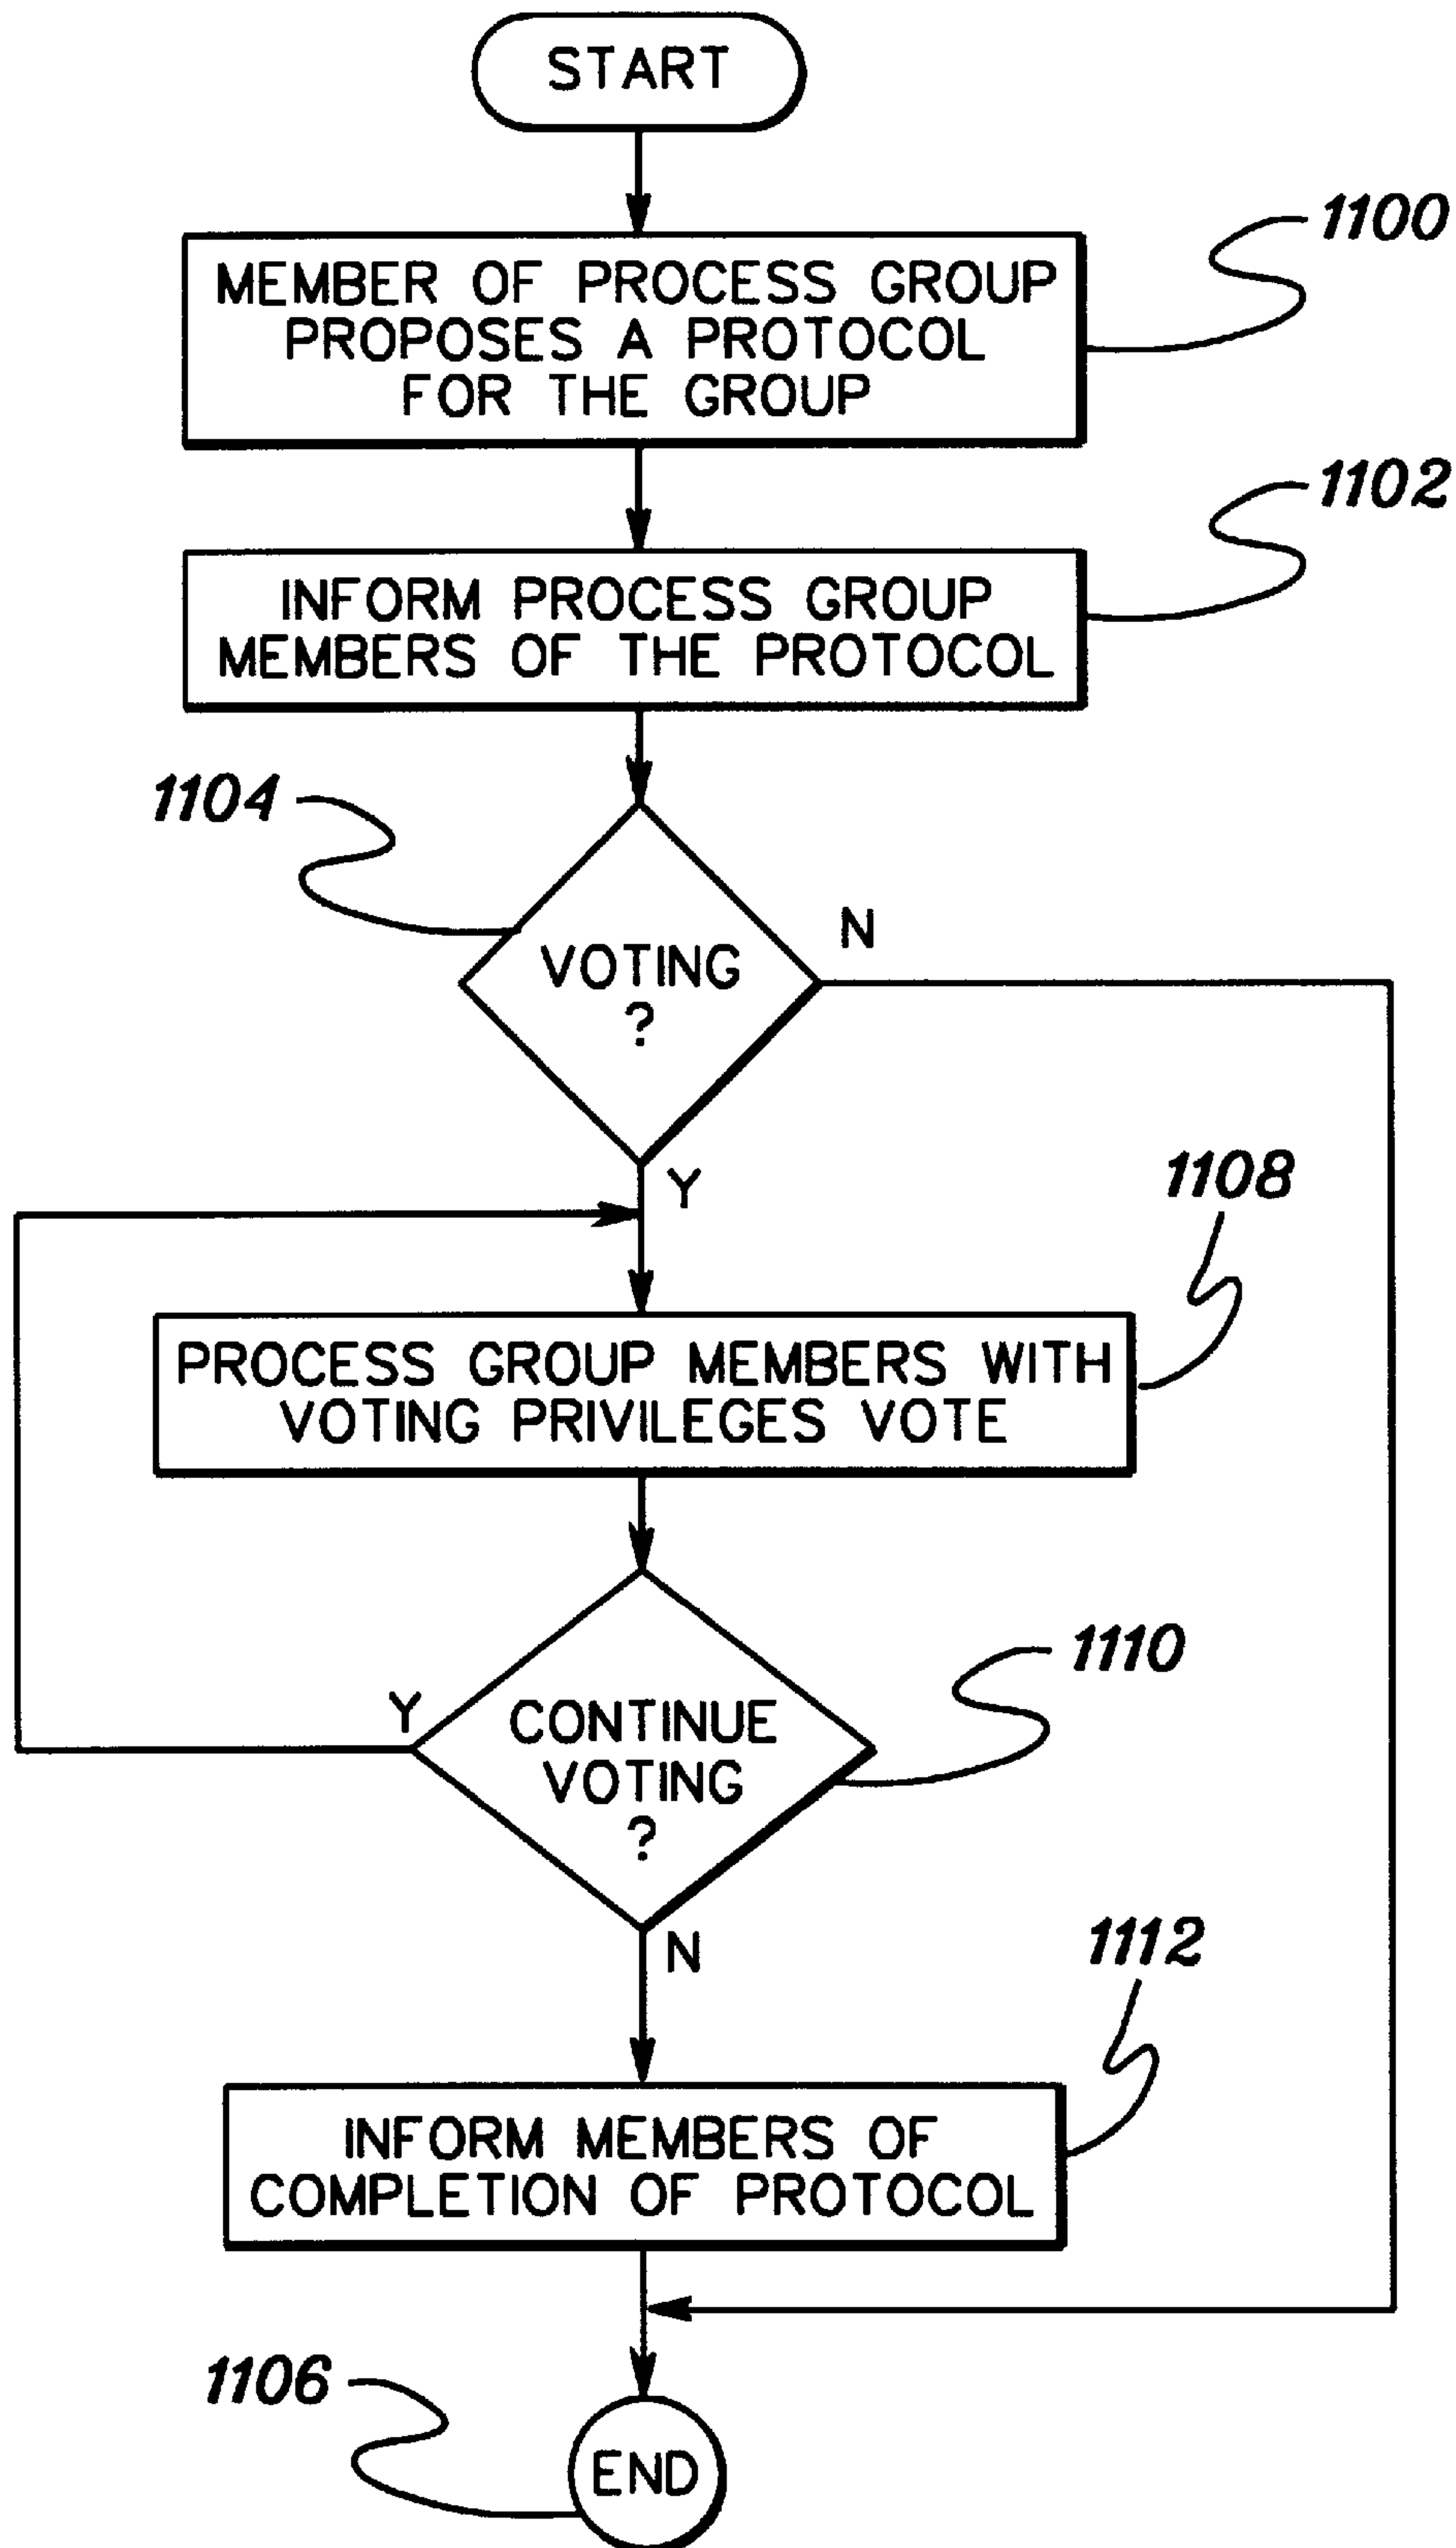 START
1100
MEMBER OF PROCESS GROUP
PROPOSES A PROTOCOL
FOR THE GROUP
1102
INFORM PROCESS GROUP
MEMBERS OF THE PROTOCOL
1104
N
VOTING
?
Y
1108
PROCESS GROUP MEMBERS WITH
VOTING PRIVILEGES VOTE
1110
Y
CONTINUE
VOTING
?
N
1112
INFORM MEMBERS OF
COMPLETION OF PROTOCOL
1106
END